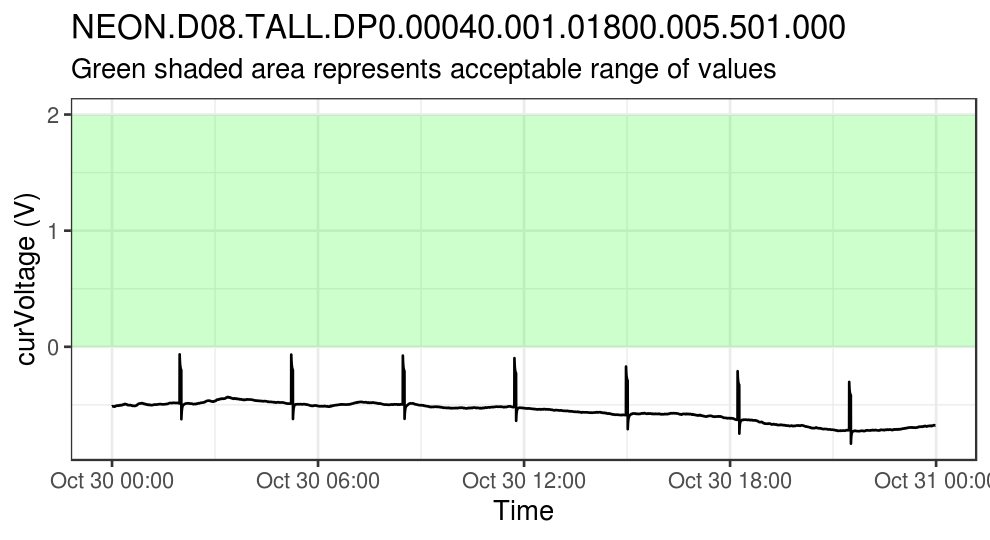 NEON.D08.TALL.DP0.00040.001.01800.005.501.000
Green shaded area represents acceptable range of values
curVoltage (V)
2
1
0
Oct 30 00:00 Oct 30 06:00 Oct 30 12:00 Oct 30 18:00 Oct 31 00:00
Time